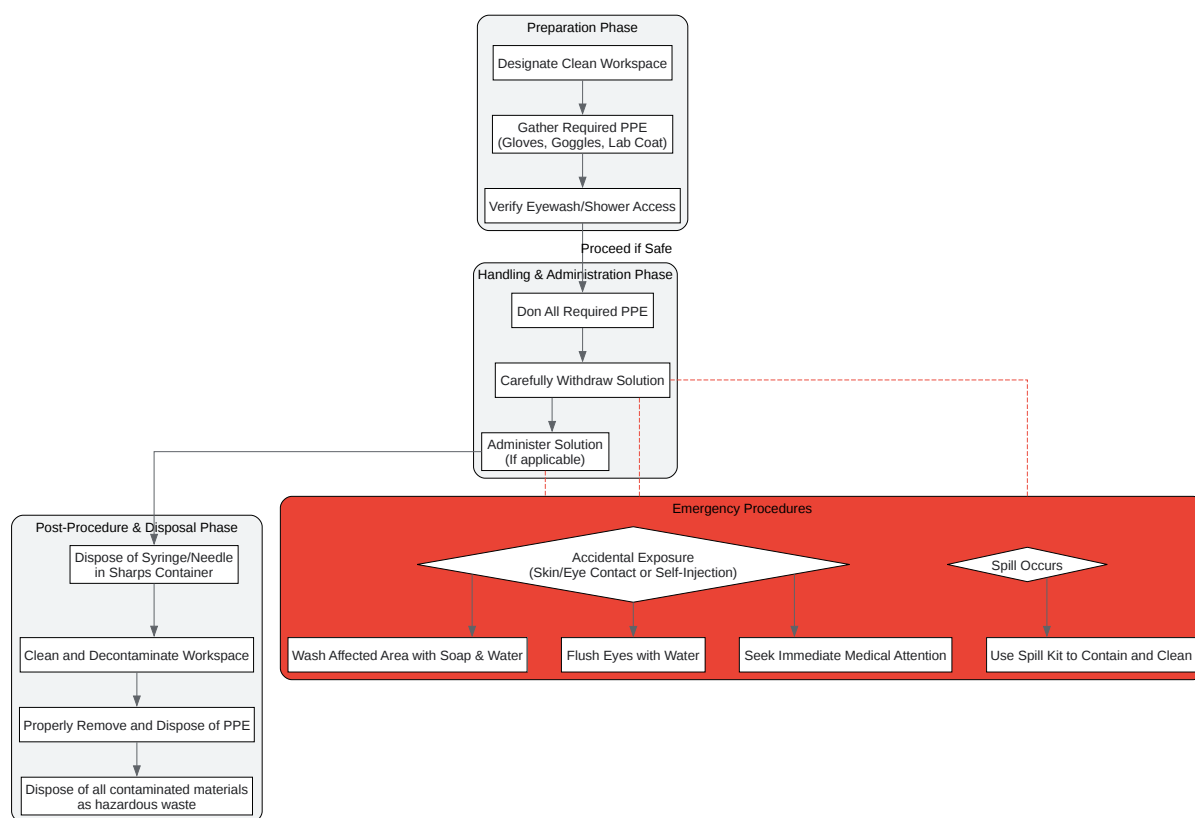 Preparation Phase
Designate Clean Workspace
Gather Required PPE
(Gloves, Goggles, Lab Coat)
Verify Eyewash/Shower Access
Proceed if Safe
Handling & Administration Phase
Don All Required PPE
Carefully Withdraw Solution
Administer Solution
(If applicable)
Post-Procedure & Disposal Phase
Dispose of Syringe/Needle
in Sharps Container
Clean and Decontaminate Workspace
Properly Remove and Dispose of PPE
Dispose of all contaminated materials
as hazardous waste
Emergency Procedures
Accidental Exposure
(Skin/Eye Contact or Self-Injection)
Spill Occurs
Wash Affected Area with Soap & Water
Flush Eyes with Water
Seek Immediate Medical Attention
Use Spill Kit to Contain and Clean